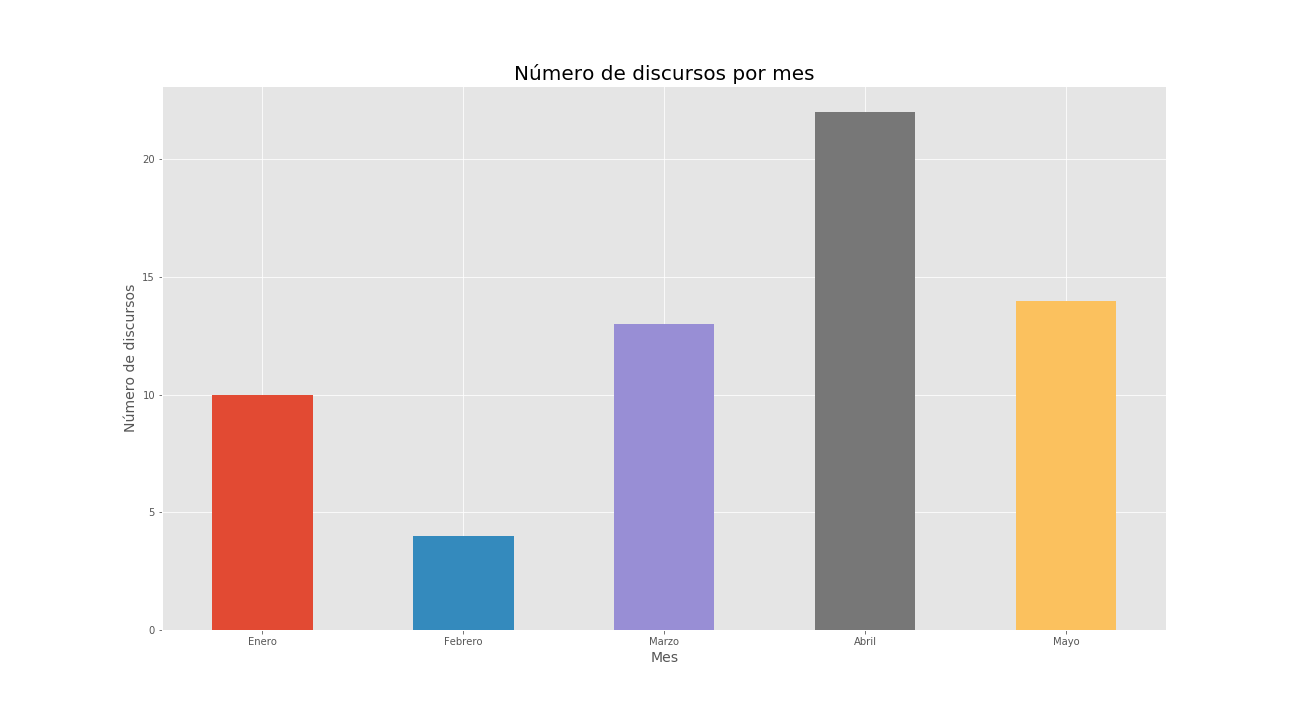 Número de discursos por mes
Número de discursos
20
15
10
5
0
Enero Febrero Marzo Abril Mayo
Mes